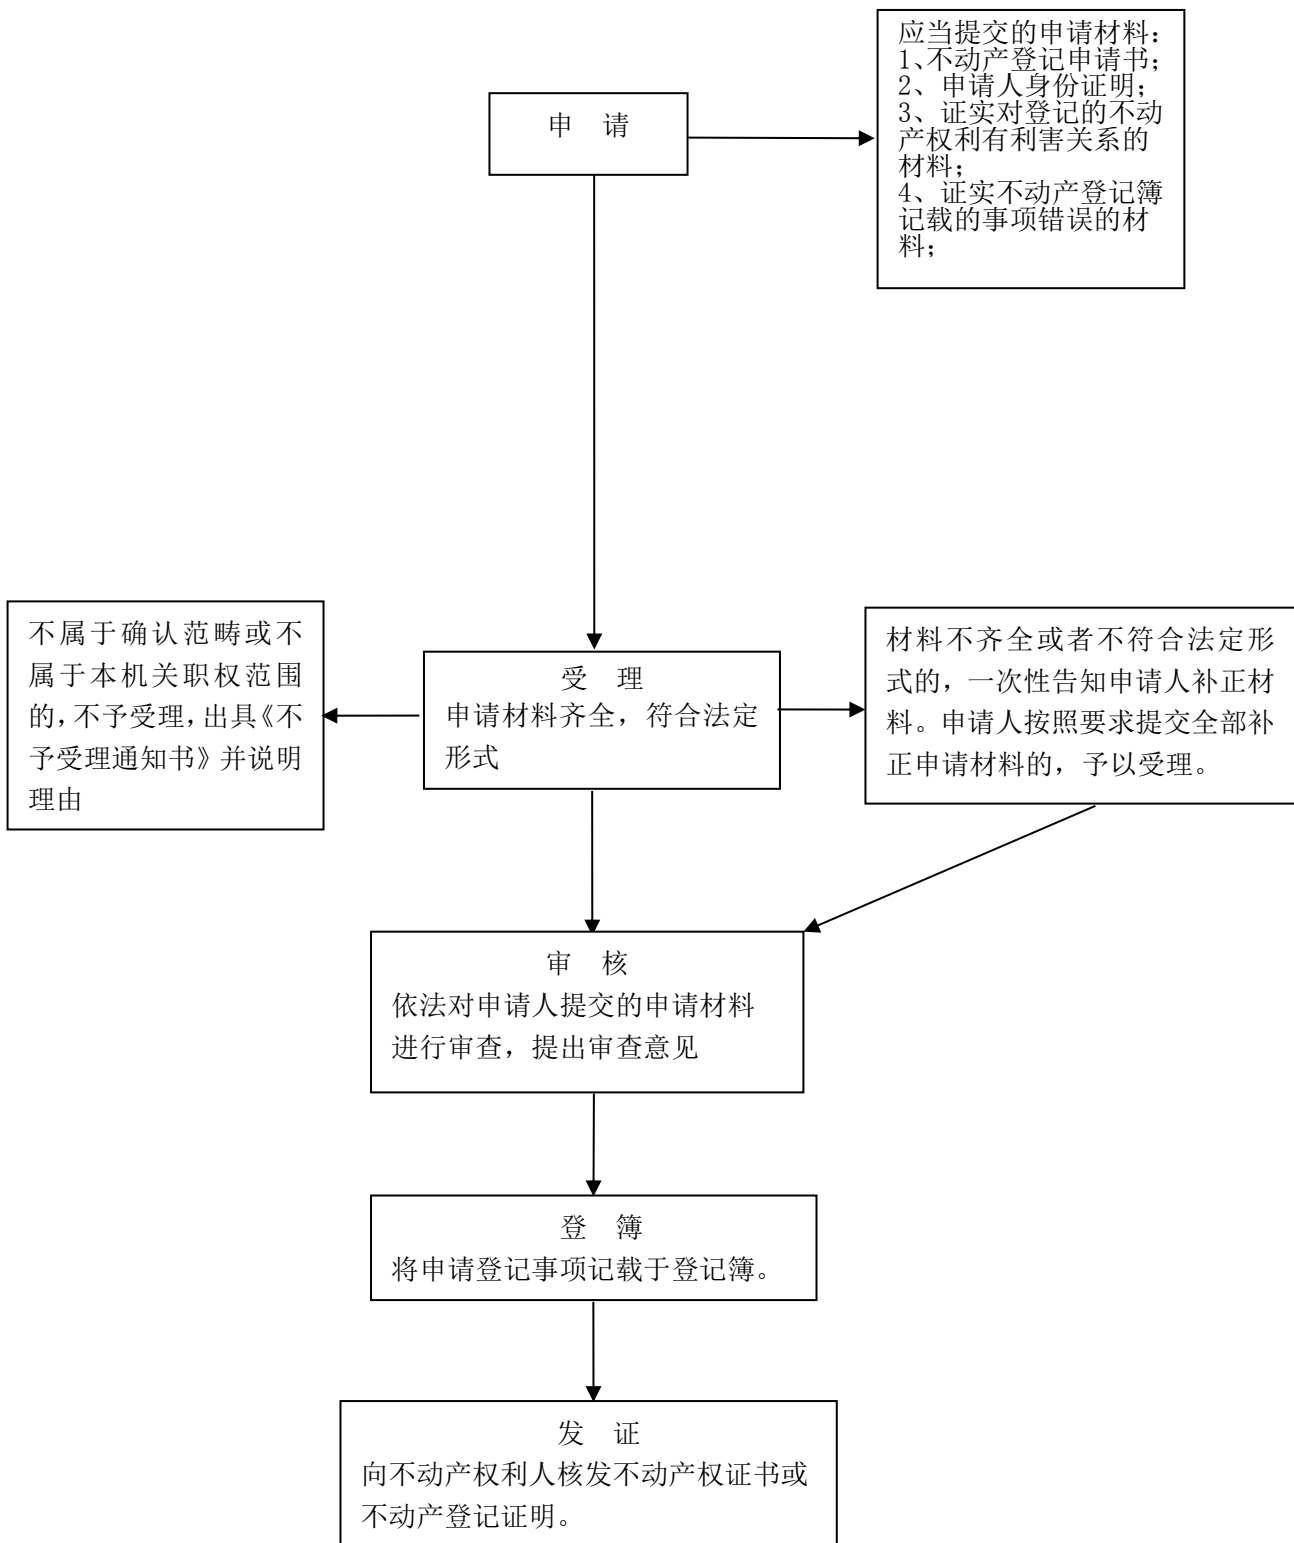 申 请
应当提交的申请材料：
1、不动产登记申请书；
2、申请人身份证明；
3、证实对登记的不动
产权利有利害关系的
材料；
4、证实不动产登记簿
记载的事项错误的材
料；
不属于确认范畴或不
属于本机关职权范围
的，不予受理，出具《不
予受理通知书》并说明
理由
受 理
申请材料齐全，符合法定
形式
材料不齐全或者不符合法定形
式的，一次性告知申请人补正材
料。申请人按照要求提交全部补
正申请材料的，予以受理。
审 核
依法对申请人提交的申请材料
进行审查，提出审查意见
登 簿
将申请登记事项记载于登记簿。
发 证
向不动产权利人核发不动产权证书或
不动产登记证明。